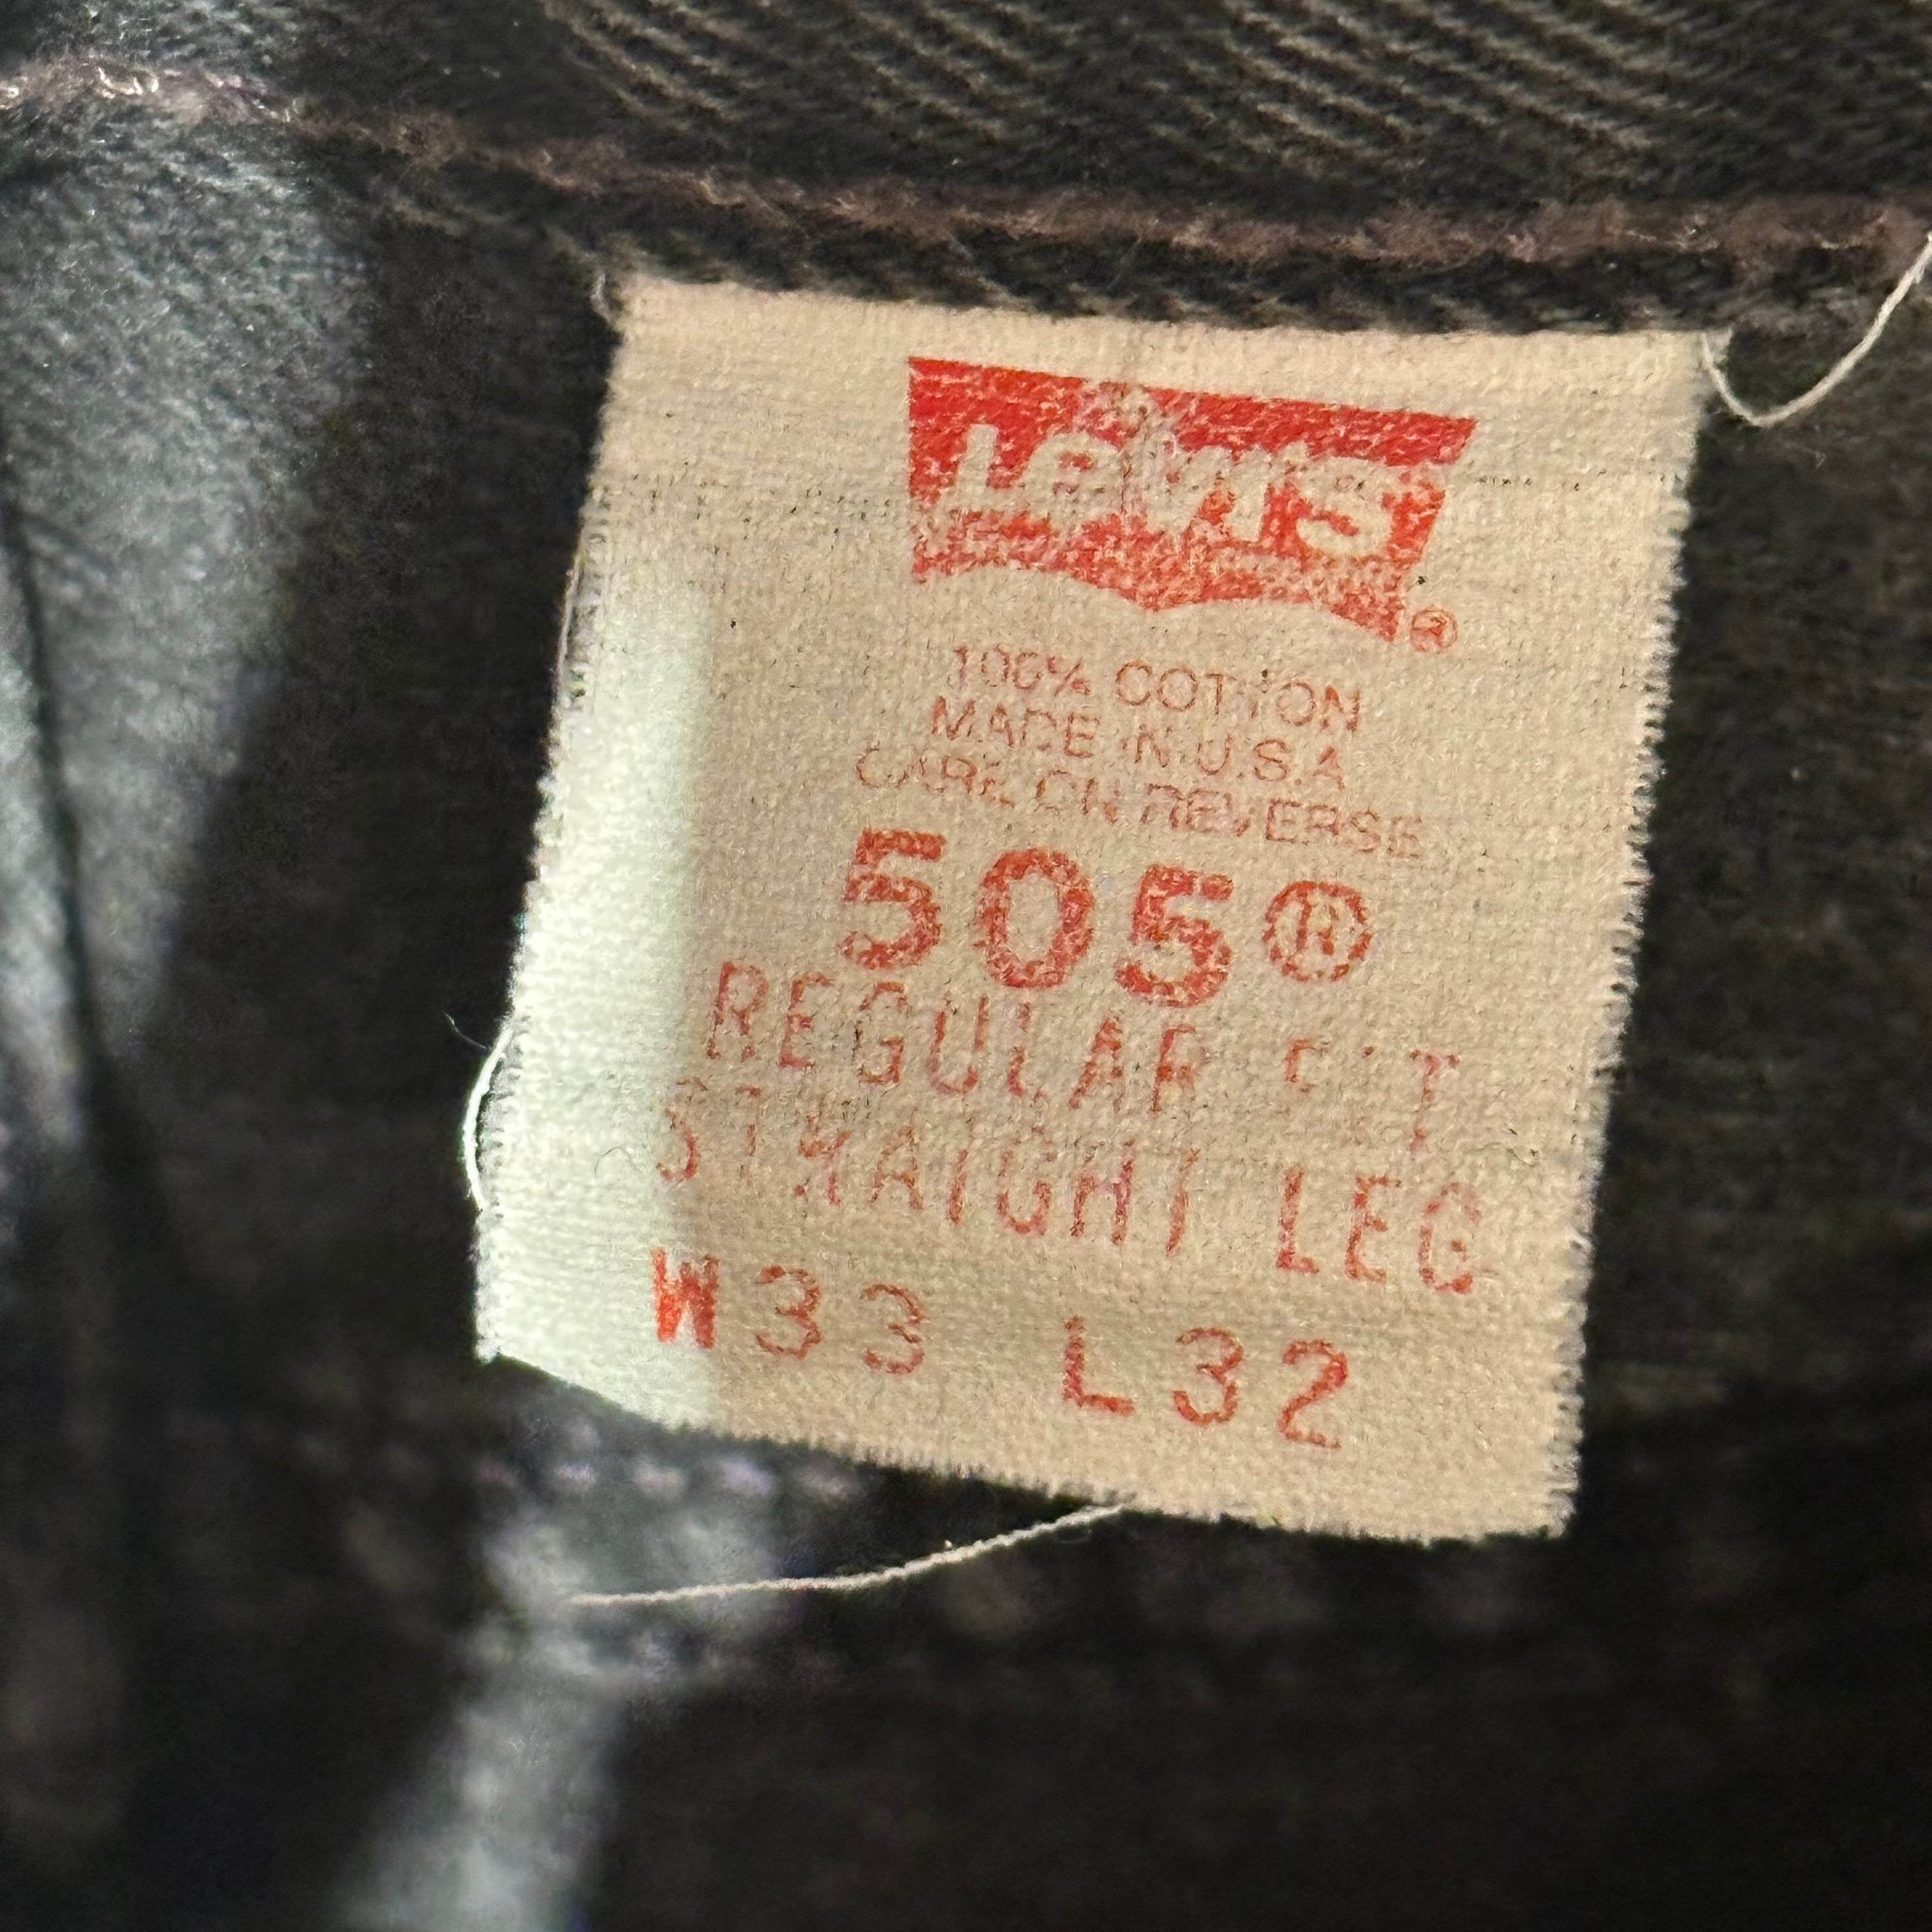 Levi's
®
100% COTTON
MADE IN U.S.A
CARE ON REVERSE
505®
REGULAR FIT
STRAIGHT LEG
W33 L32